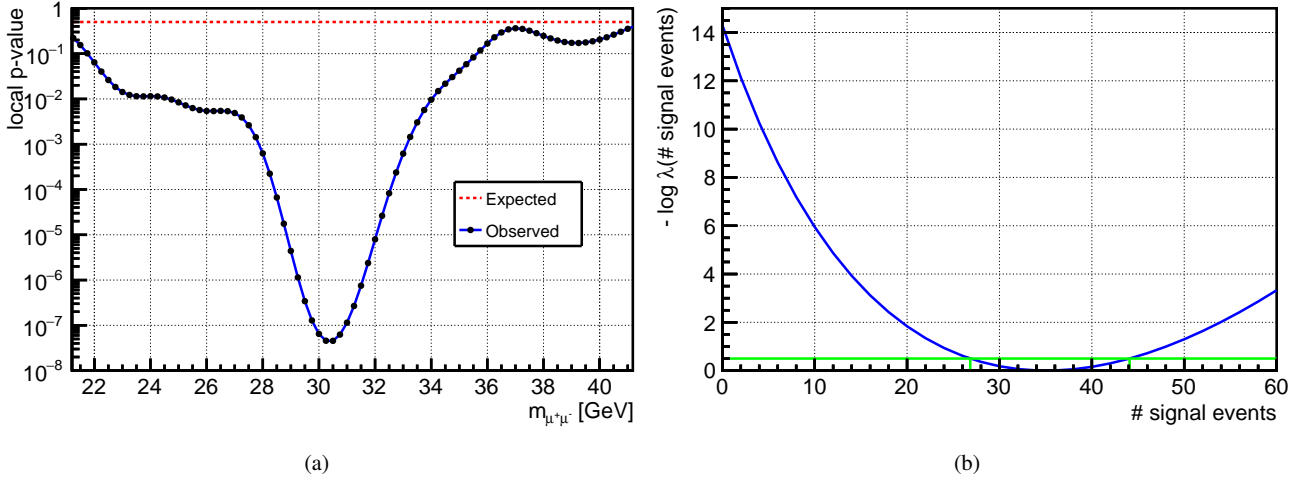 local p-value
1
10⁻¹
10⁻²
10⁻³
10⁻⁴
10⁻⁵
10⁻⁶
10⁻⁷
10⁻⁸
Expected
Observed
22 24 26 28 30 32 34 36 38 40
m_μ⁺μ⁻ [GeV]
(a)
- log λ(# signal events)
14
12
10
8
6
4
2
0
0 10 20 30 40 50 60
# signal events
(b)